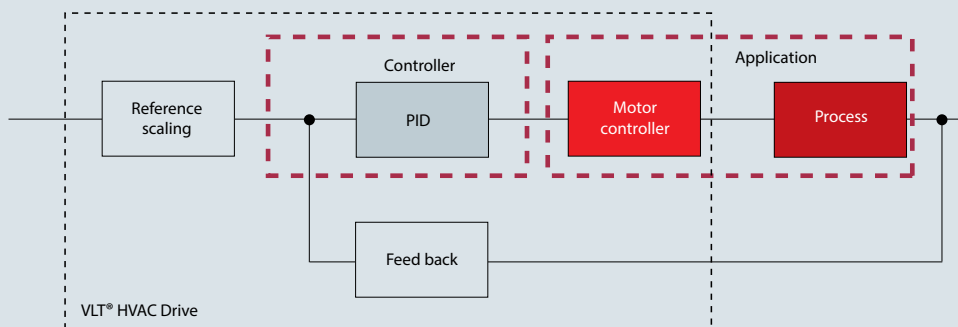 Controller
Application
Reference
scaling
PID
Motor
controller
Process
Feed back
VLT® HVAC Drive